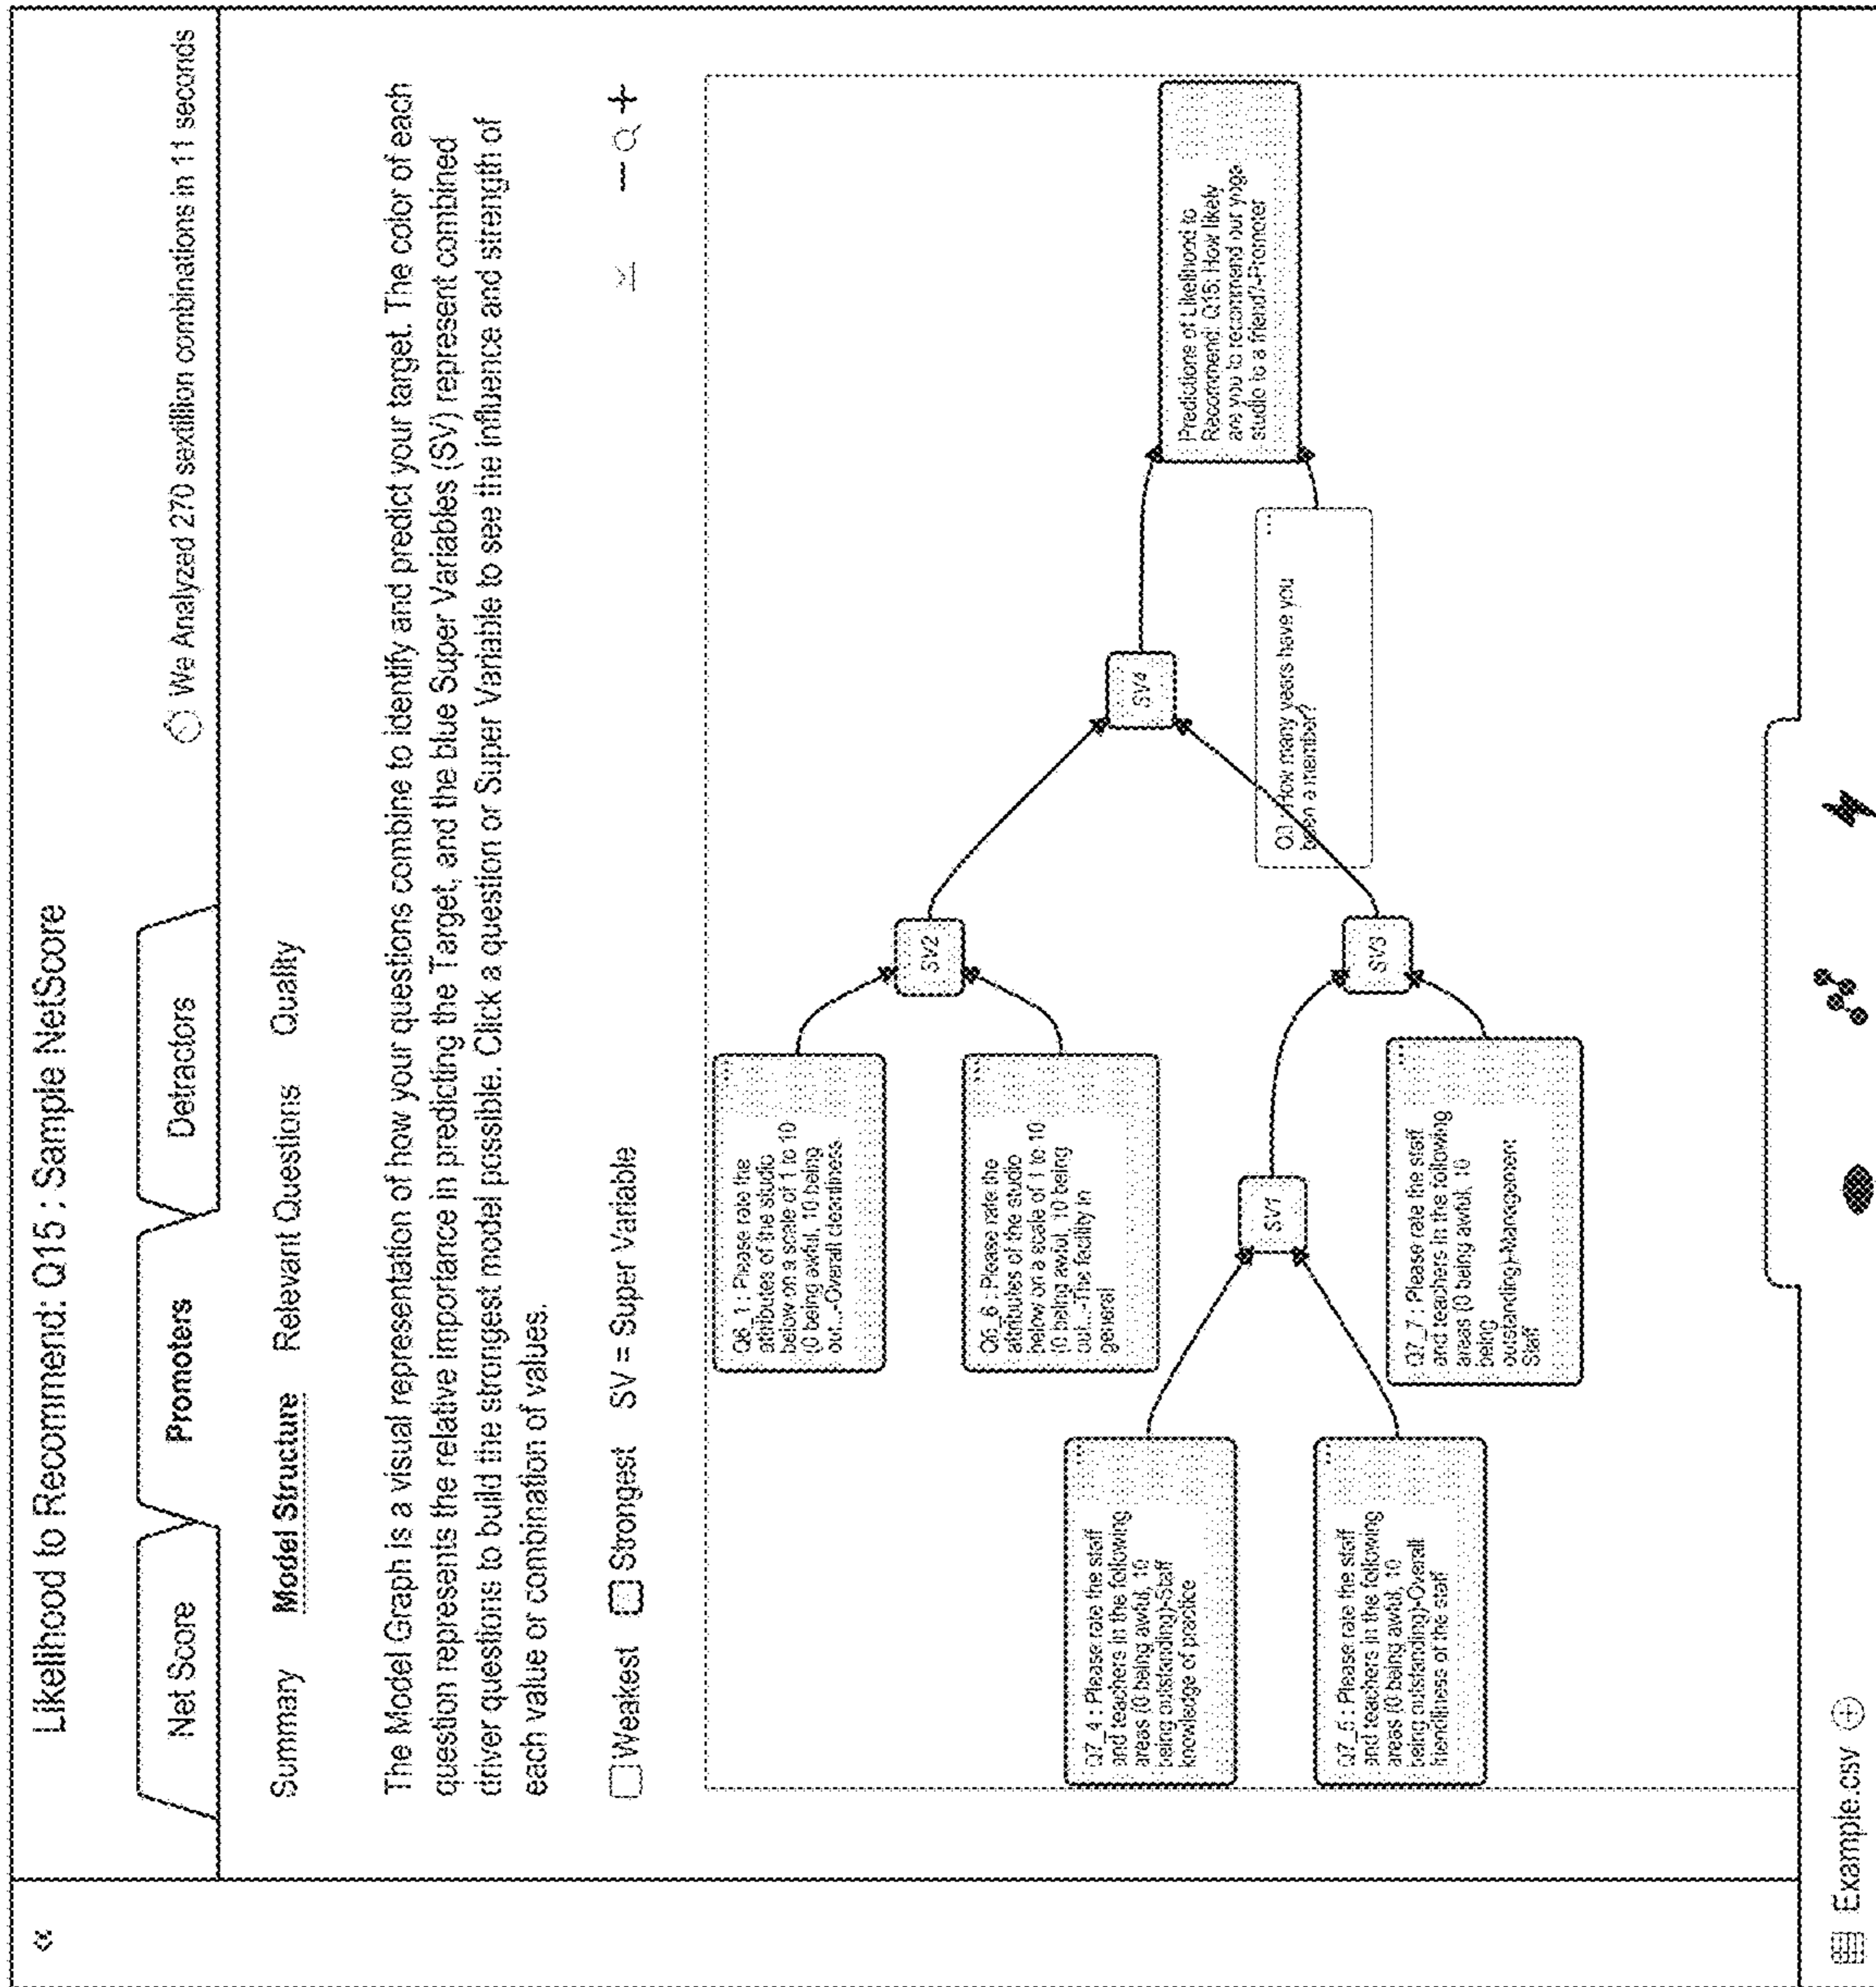 «
Likelihood to Recommend: Q15 : Sample NetScore
Net Score
Promoters
Detractors
We Analyzed 270 sextillion combinations in 11 seconds
Summary
Model Structure
Relevant Questions
Quality
The Model Graph is a visual representation of how your questions combine to identify and predict your target. The color of each
question represents the relative importance in predicting the Target, and the blue Super Variables (SV) represent combined
driver questions to build the strongest model possible. Click a question or Super Variable to see the influence and strength of
each value or combination of values.
Weakest
Strongest
SV = Super Variable
Q6_1 : Please rate the
attributes of the studio
below on a scale of 1 to 10
(0 being awful, 10 being
out...-Overall cleanliness
Q6_6 : Please rate the
attributes of the studio
below on a scale of 1 to 10
(0 being awful, 10 being
out...-The facility in
general
Q7_4 : Please rate the staff
and teachers in the following
areas (0 being awful, 10
being outstanding)-Staff
knowledge of practice
Q7_5 : Please rate the staff
and teachers in the following
areas (0 being awful, 10
being outstanding)-Overall
friendliness of the staff
SV1
Q7_7 : Please rate the staff
and teachers in the following
areas (0 being awful, 10
being
outstanding)-Management
Staff
SV2
SV3
SV4
Q3 : How many years have you
been a member?
Predictions of Likelihood to
Recommend: Q15: How likely
are you to recommend our yoga
studio to a friend?-Promoter
Example.csv